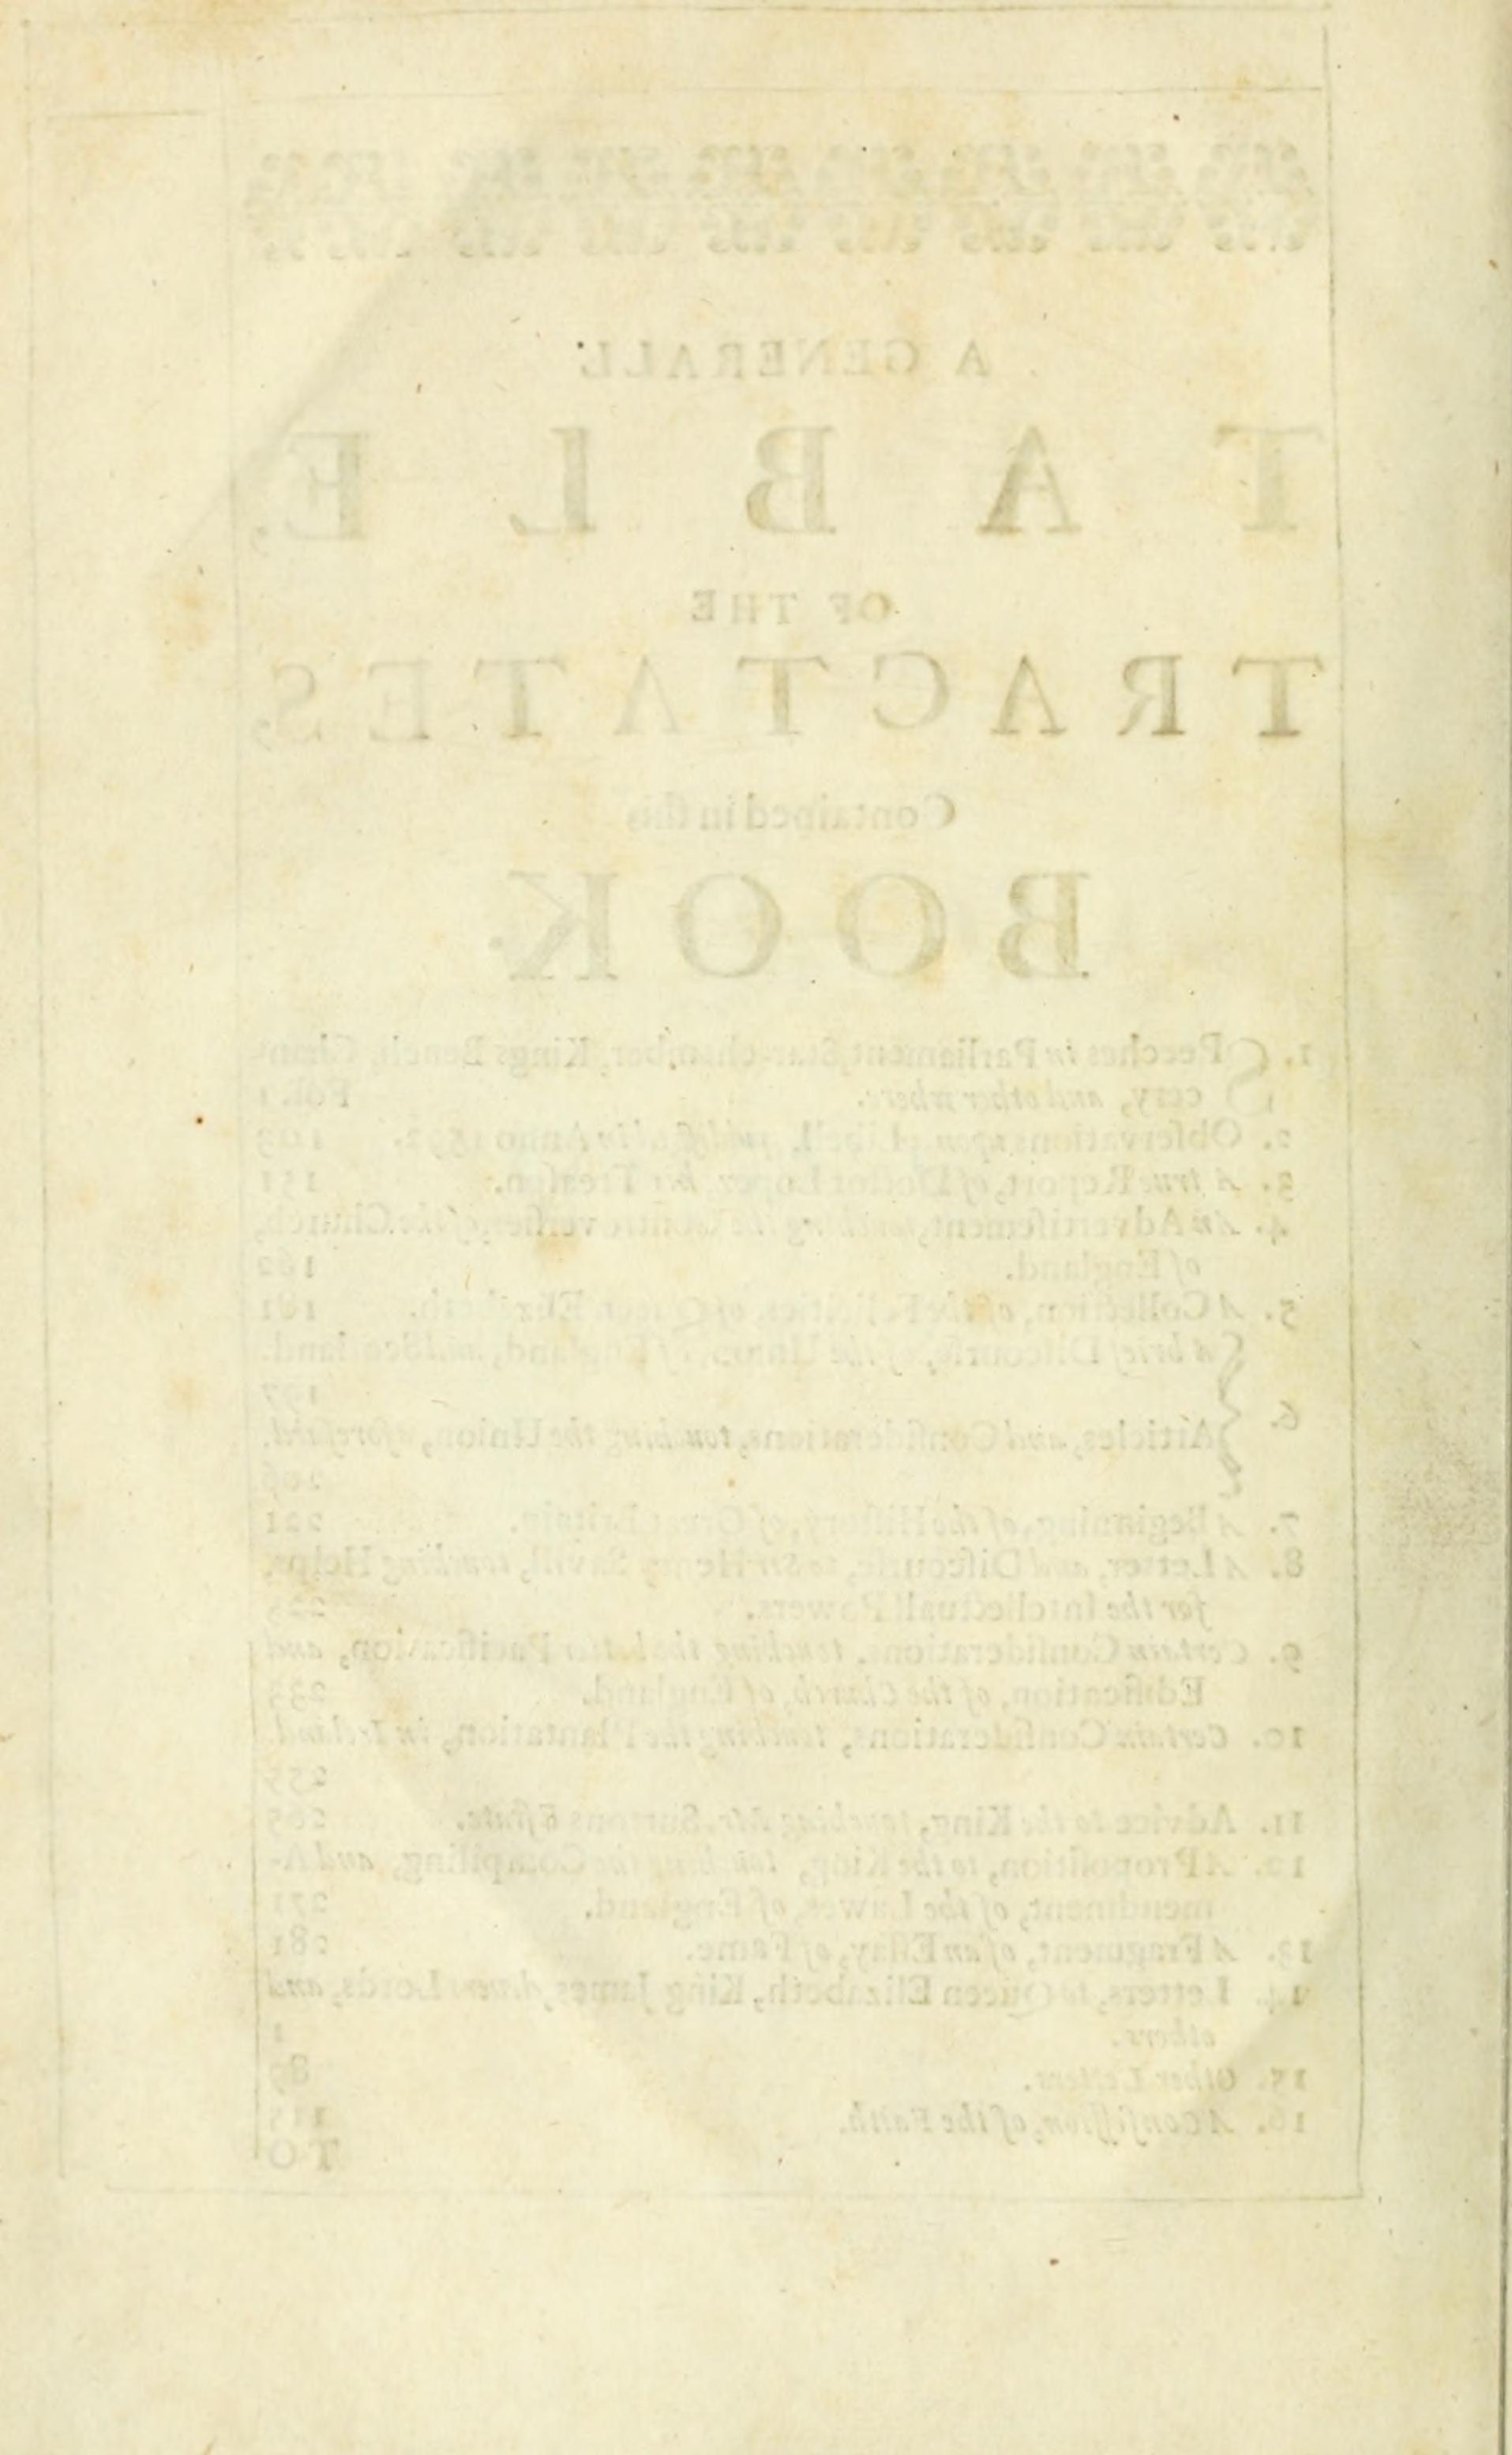 A GENERALL
TABLE,
OF THE
TRACTATES,
Contained in this
BOOK.
1. SPeeches in Parliament, Star-chamber, Kings Bench, Chan-
cery, and other where. Fol. 1
2. Observations upon a Libell, publisht in Anno 1592. 103
3. A true Report, of Doctor Lopez his Treason. 151
4. An Advertisement, touching the Controversies, of the Church,
of England. 162
5. A Collection, of the Felicities, of Queen Elizabeth. 181
A brief Discourse, of the Union, of England, and Scotland.
197
6.
Articles, and Considerations, touching the Union, aforesaid.
206
7. A Beginning, of the History, of Great Britain. 221
8. A Letter, and Discourse, to Sir Henry Savill, touching Helps,
for the Intellectuall Powers. 225
9. Certain Considerations, touching the better Pacification, and
Edification, of the Church, of England. 233
10. Certain Considerations, touching the Plantation, in Ireland.
255
11. Advice to the King, touching Mr. Suttons Estate. 265
12. A Proposition, to the King, touching the Compiling, and A-
mendment, of the Lawes, of England. 271
13. A Fragment, of an Essay, of Fame. 281
14. Letters, to Queen Elizabeth, King James, divers Lords, and
others. 1
15. Other Letters. 89
16. A Confession, of the Faith. 115
TO